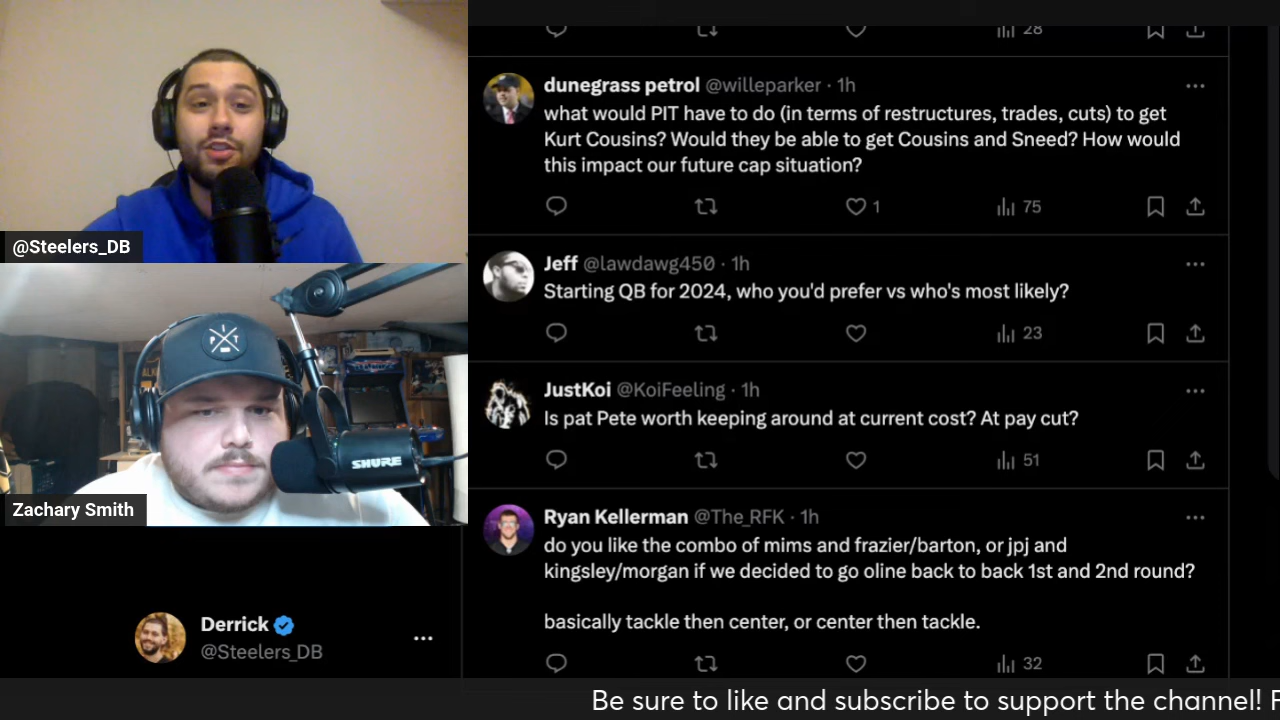 28
dunegrass petrol @willeparker · 1h
what would PIT have to do (in terms of restructures, trades, cuts) to get
Kurt Cousins? Would they be able to get Cousins and Sneed? How would
this impact our future cap situation?
1 75
@Steelers_DB
Jeff @lawdawg450 · 1h
Starting QB for 2024, who you'd prefer vs who's most likely?
23
PIT
JustKoi @KoiFeeling · 1h
Is pat Pete worth keeping around at current cost? At pay cut?
51
SHURE
Zachary Smith
Ryan Kellerman @The_RFK · 1h
do you like the combo of mims and frazier/barton, or jpj and
kingsley/morgan if we decided to go oline back to back 1st and 2nd round?
basically tackle then center, or center then tackle.
32
Derrick
@Steelers_DB
Be sure to like and subscribe to support the channel!